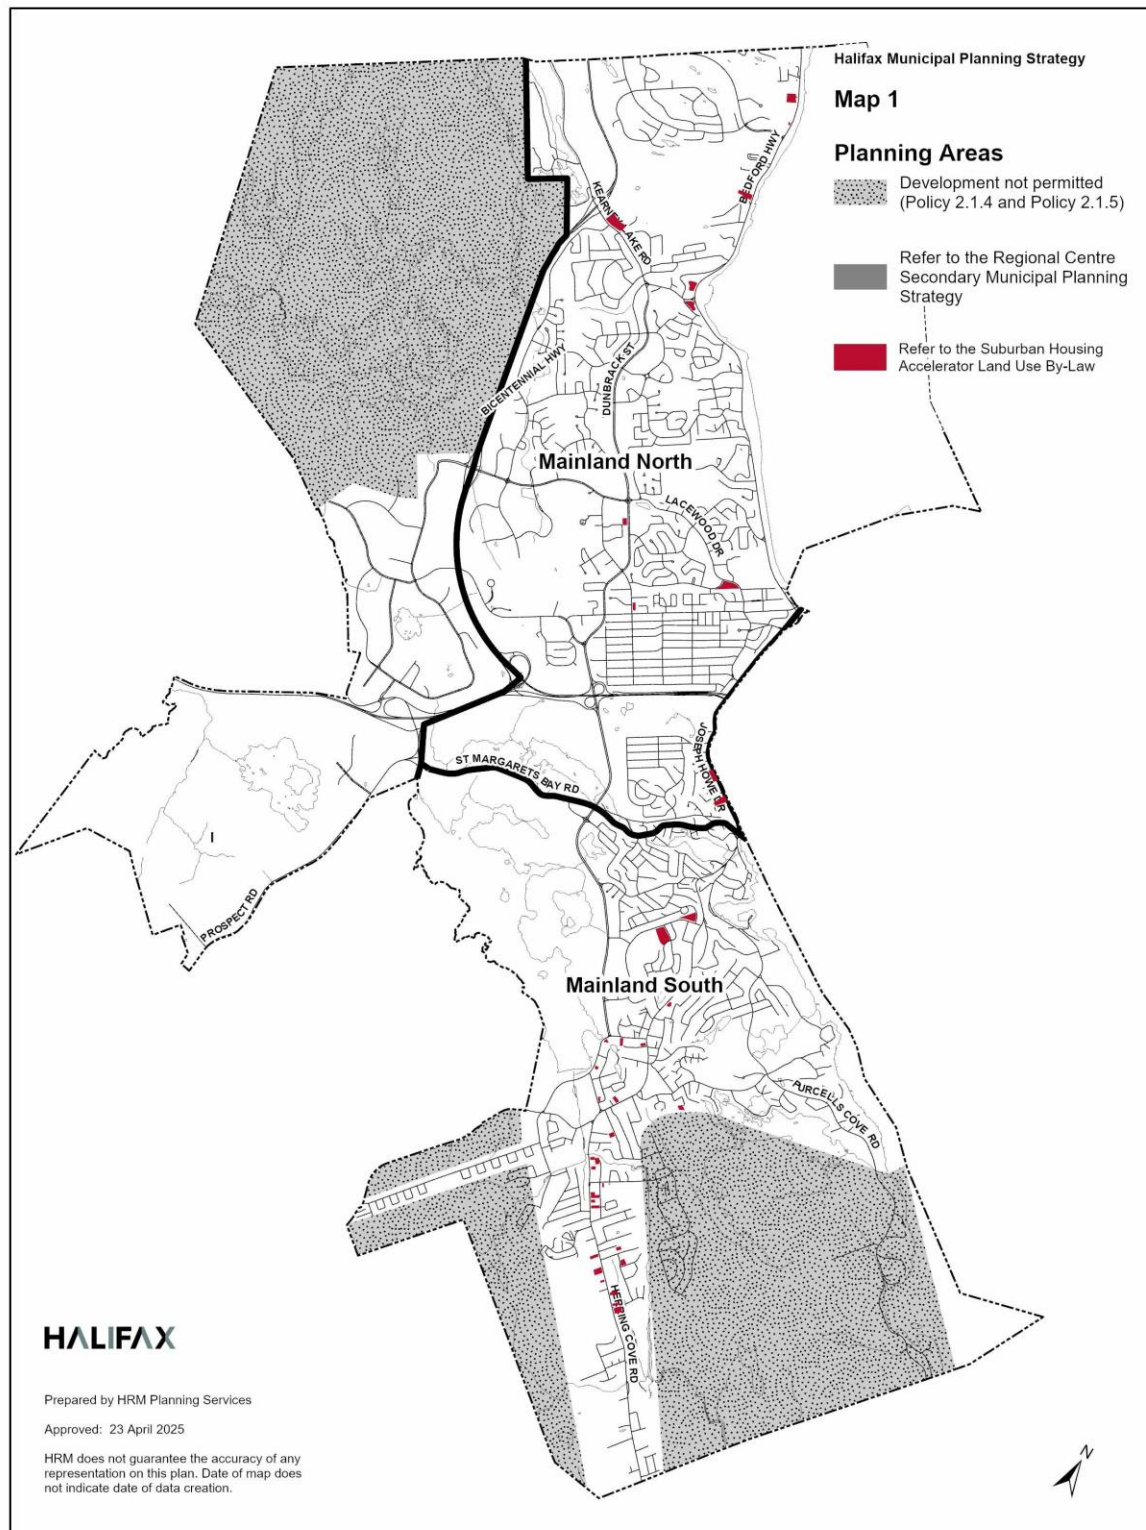 Halifax Municipal Planning Strategy
Map 1
Planning Areas
Development not permitted
(Policy 2.1.4 and Policy 2.1.5)
Refer to the Regional Centre
Secondary Municipal Planning
Strategy
Refer to the Suburban Housing
Accelerator Land Use By-Law
BEDFORD HWY
KEARNEY LAKE RD
BICENTENNIAL HWY
DUNBRACK ST
Mainland North
LACEWOOD DR
JOSEPH HOWE DR
ST MARGARETS BAY RD
PROSPECT RD
Mainland South
PURCELLS COVE RD
HERRING COVE RD
HALIFAX
Prepared by HRM Planning Services
Approved: 23 April 2025
HRM does not guarantee the accuracy of any
representation on this plan. Date of map does
not indicate date of data creation.
N